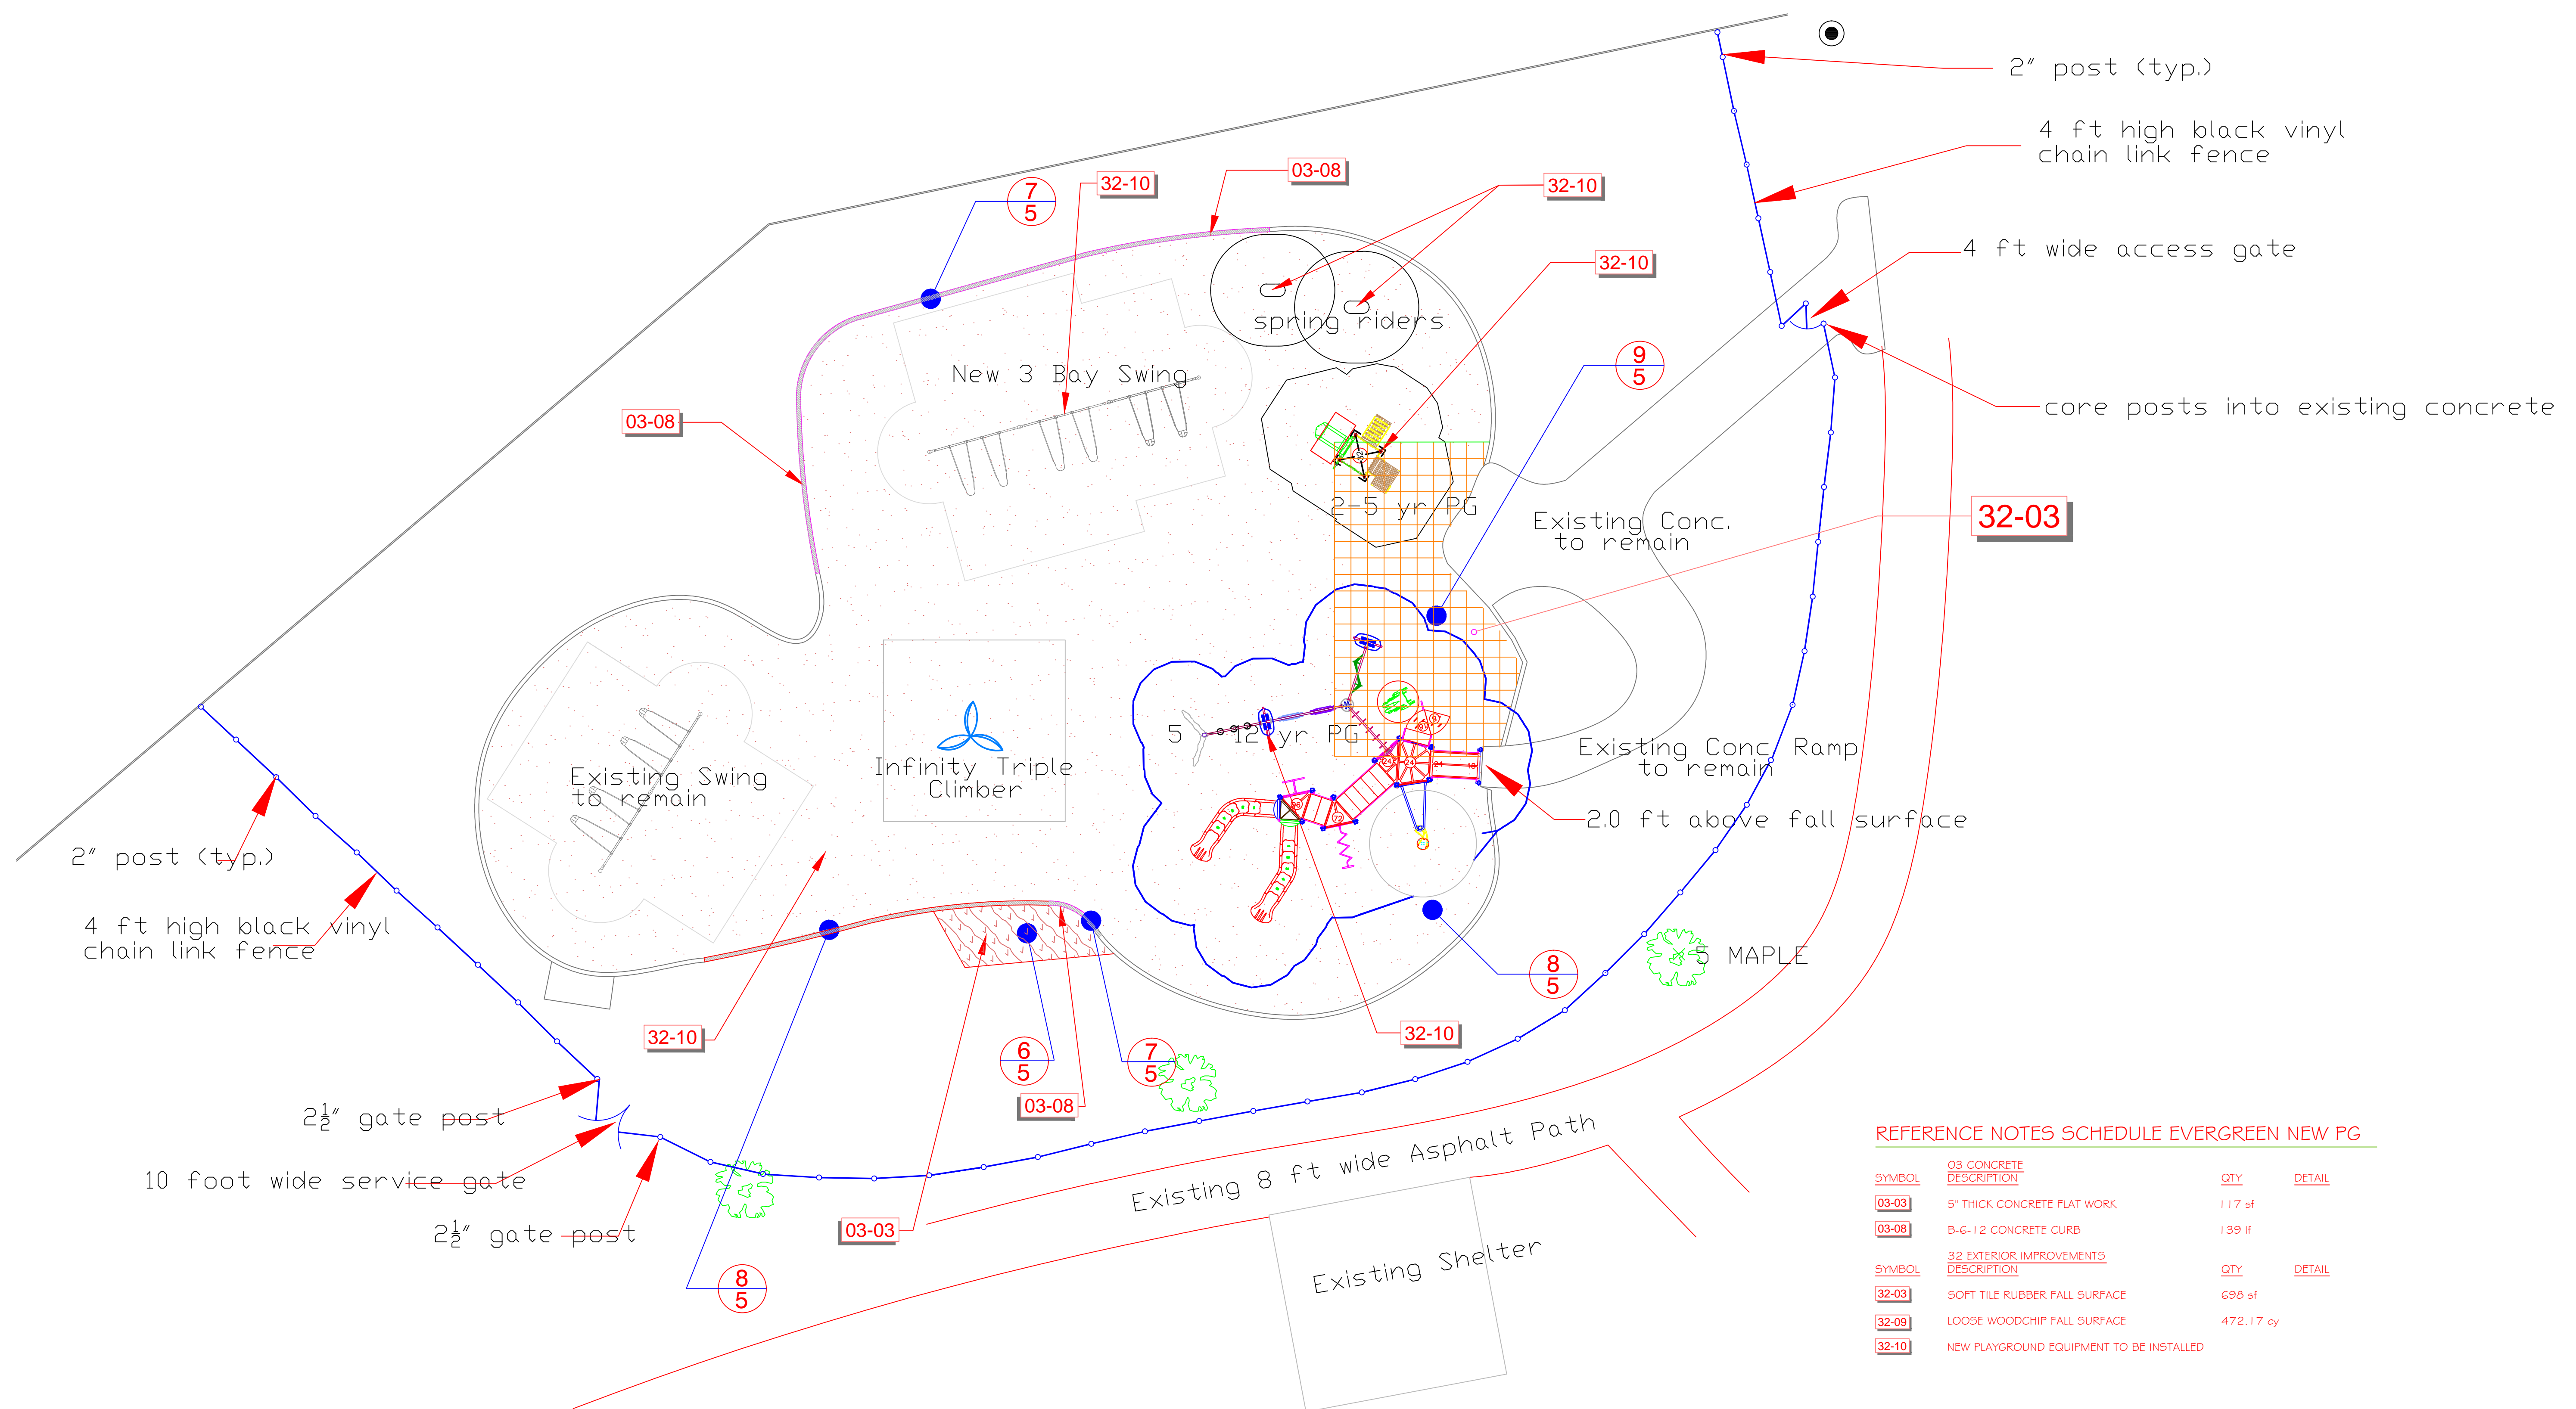 2" post (typ.)
4 ft high black vinyl
chain link fence
4 ft wide access gate
core posts into existing concrete
7
5
32-10
03-08
32-10
32-10
spring riders
New 3 Bay Swing
9
5
03-08
2-5 yr PG
Existing Conc.
to remain
32-03
32
Infinity Triple
Climber
5 12 yr PG
16
9
24
24
24
18
96
72
Existing Conc. Ramp
to remain
2.0 ft above fall surface
Existing Swing
to remain
2" post (typ.)
4 ft high black vinyl
chain link fence
5 MAPLE
8
5
32-10
32-10
6
5
7
5
03-08
2½" gate post
10 foot wide service gate
2½" gate post
03-03
8
5
Existing 8 ft wide Asphalt Path
Existing Shelter
REFERENCE NOTES SCHEDULE EVERGREEN NEW PG
03 CONCRETE
SYMBOL DESCRIPTION QTY DETAIL
03-03 5" THICK CONCRETE FLAT WORK 117 sf
03-08 B-6-12 CONCRETE CURB 139 lf
32 EXTERIOR IMPROVEMENTS
SYMBOL DESCRIPTION QTY DETAIL
32-03 SOFT TILE RUBBER FALL SURFACE 698 sf
32-09 LOOSE WOODCHIP FALL SURFACE 472.17 cy
32-10 NEW PLAYGROUND EQUIPMENT TO BE INSTALLED